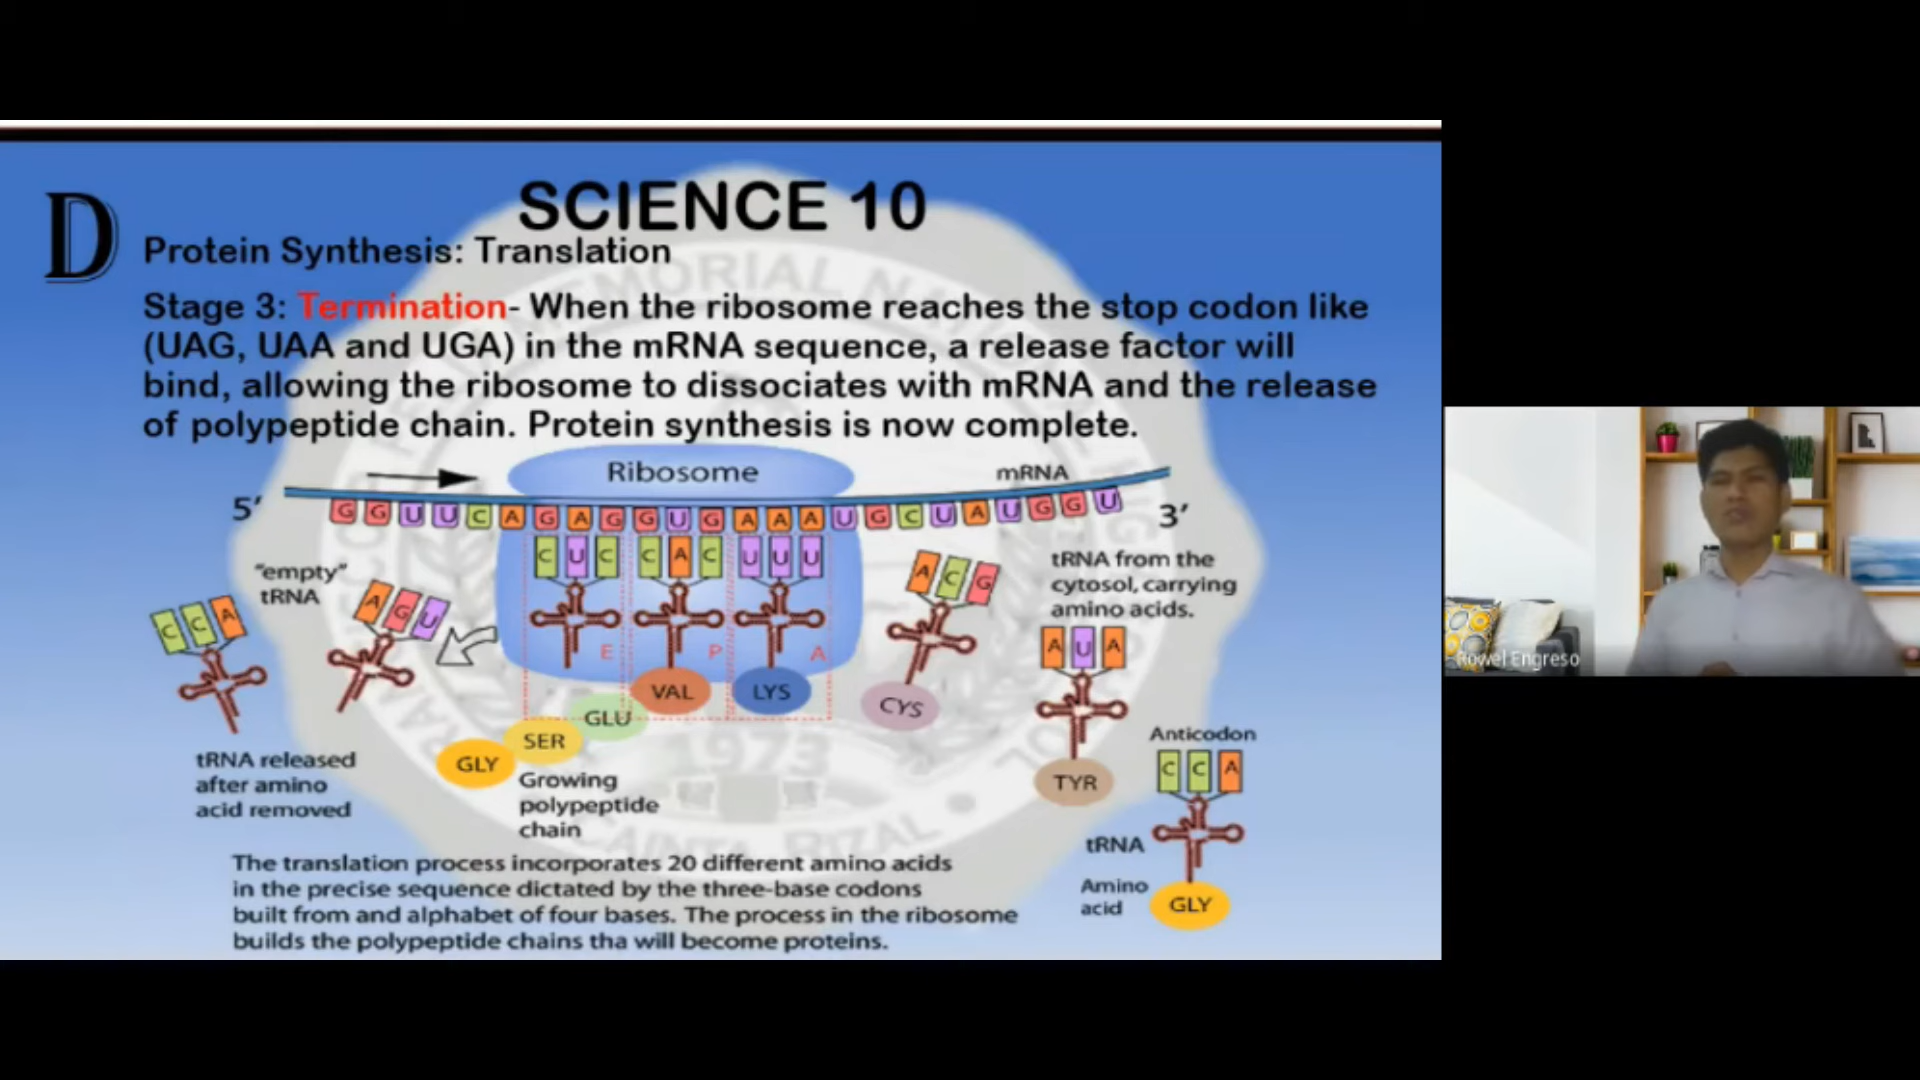 SCIENCE 10
D
Protein Synthesis: Translation
Stage 3: Termination- When the ribosome reaches the stop codon like
(UAG, UAA and UGA) in the mRNA sequence, a release factor will
bind, allowing the ribosome to dissociates with mRNA and the release
of polypeptide chain. Protein synthesis is now complete.
Ribosome
mRNA
5’
G G U U C A G A G G U G A A A U G C U A U G G U
3’
C U C C A C U U U
"empty"
tRNA
C C A
A G U
A C G
tRNA from the
cytosol, carrying
amino acids.
A U A
E P A
VAL
LYS
CYS
GLU
SER
GLY
TYR
tRNA released
after amino
acid removed
Growing
polypeptide
chain
Anticodon
C C A
tRNA
Amino
acid
GLY
The translation process incorporates 20 different amino acids
in the precise sequence dictated by the three-base codons
built from and alphabet of four bases. The process in the ribosome
builds the polypeptide chains tha will become proteins.
MEMORIAL NATIONAL HIGH
1973
CAINTA, RIZAL
Rowel Engreso